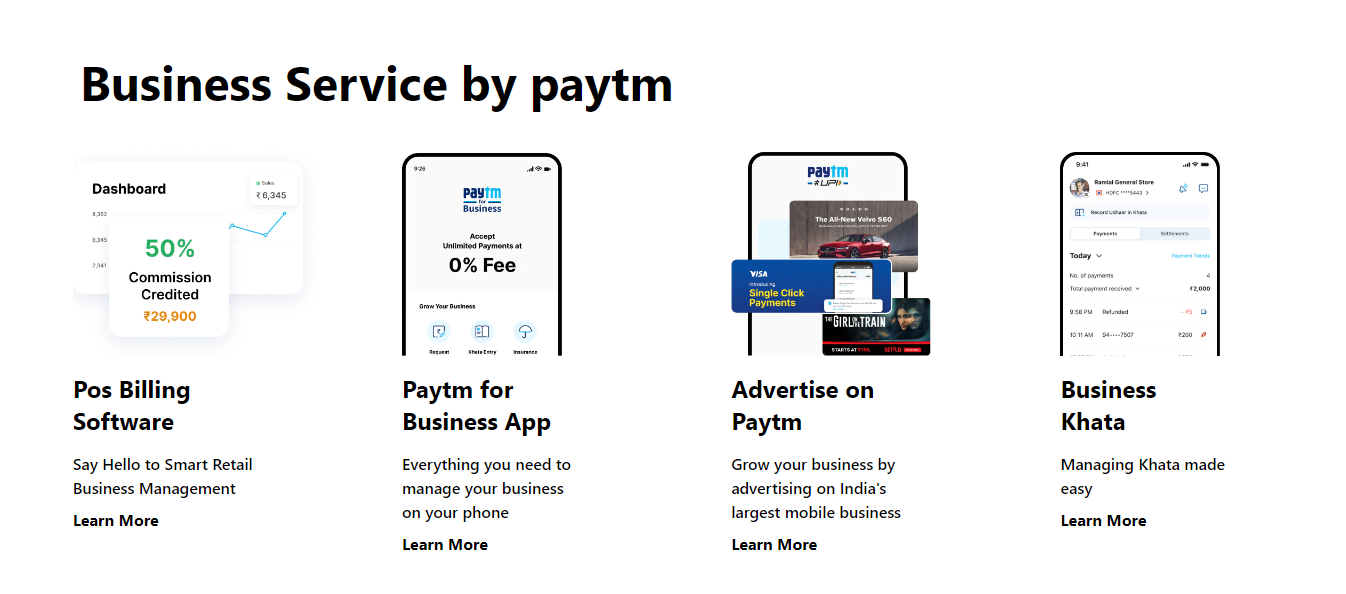 Business Service by paytm
Dashboard
Sales
₹ 6,345
8,362
6,345
2,341
50%
Commission
Credited
₹29,900
Pos Billing
Software
Say Hello to Smart Retail
Business Management
Learn More
9:26
paytm
for
Business
Accept
Unlimited Payments at
0% Fee
Grow Your Business
Request
Khata Entry
Insurance
Paytm for
Business App
Everything you need to
manage your business
on your phone
Learn More
paytm
UPI
VOLVO
The All-New Volvo S60
VISA
Introducing
Single Click
Payments
THE GIRL ON THE TRAIN
STARTS AT
NETFLIX
Advertise on
Paytm
Grow your business by
advertising on India's
largest mobile business
Learn More
9:41
Ramlal General Store
HDFC ****5443 >
Record Udhaar in Khata
Payments
Settlements
Today
Payment Trends
No. of payments 4
Total payment received ₹2,000
9:58 PM Refunded - ₹5
10:11 AM 94••••7507 ₹200
Business
Khata
Managing Khata made
easy
Learn More